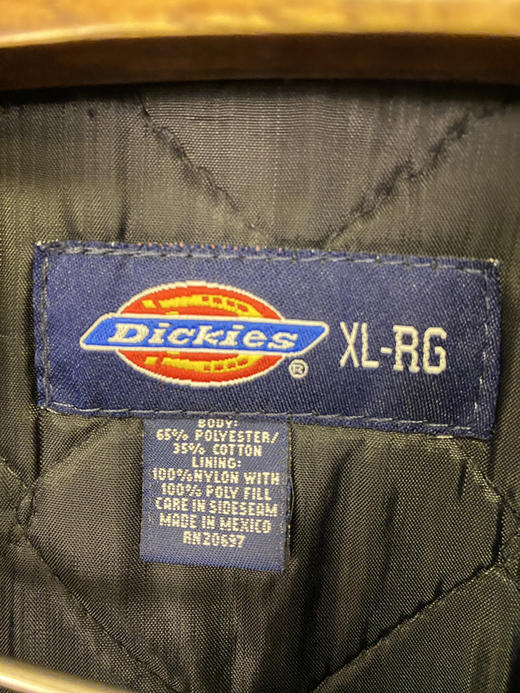 Dickies® XL-RG
BODY:
65% POLYESTER/
35% COTTON
LINING:
100%NYLON WITH
100% POLY FILL
CARE IN SIDESEAM
MADE IN MEXICO
RN20697